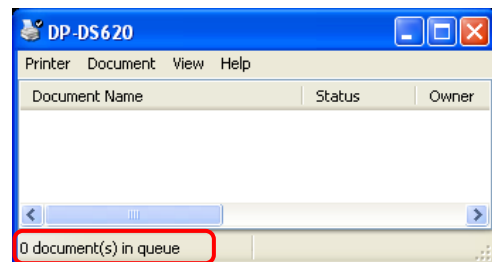 DP-DS620
Printer Document View Help
Document Name Status Owner
0 document(s) in queue